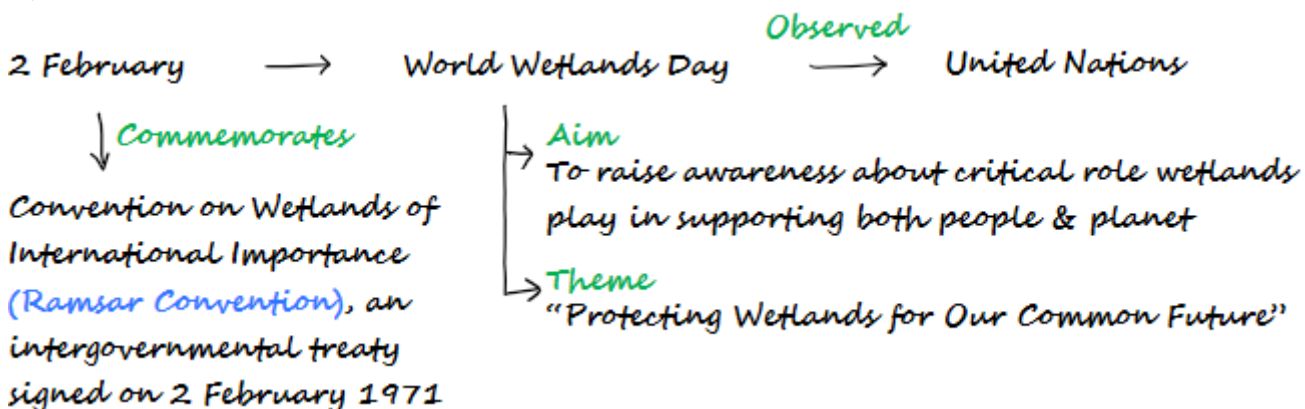 Observed
2 February → World Wetlands Day → United Nations
Commemorates
Convention on Wetlands of
International Importance
(Ramsar Convention), an
intergovernmental treaty
signed on 2 February 1971
Aim
To raise awareness about critical role wetlands
play in supporting both people & planet
Theme
“Protecting Wetlands for Our Common Future”